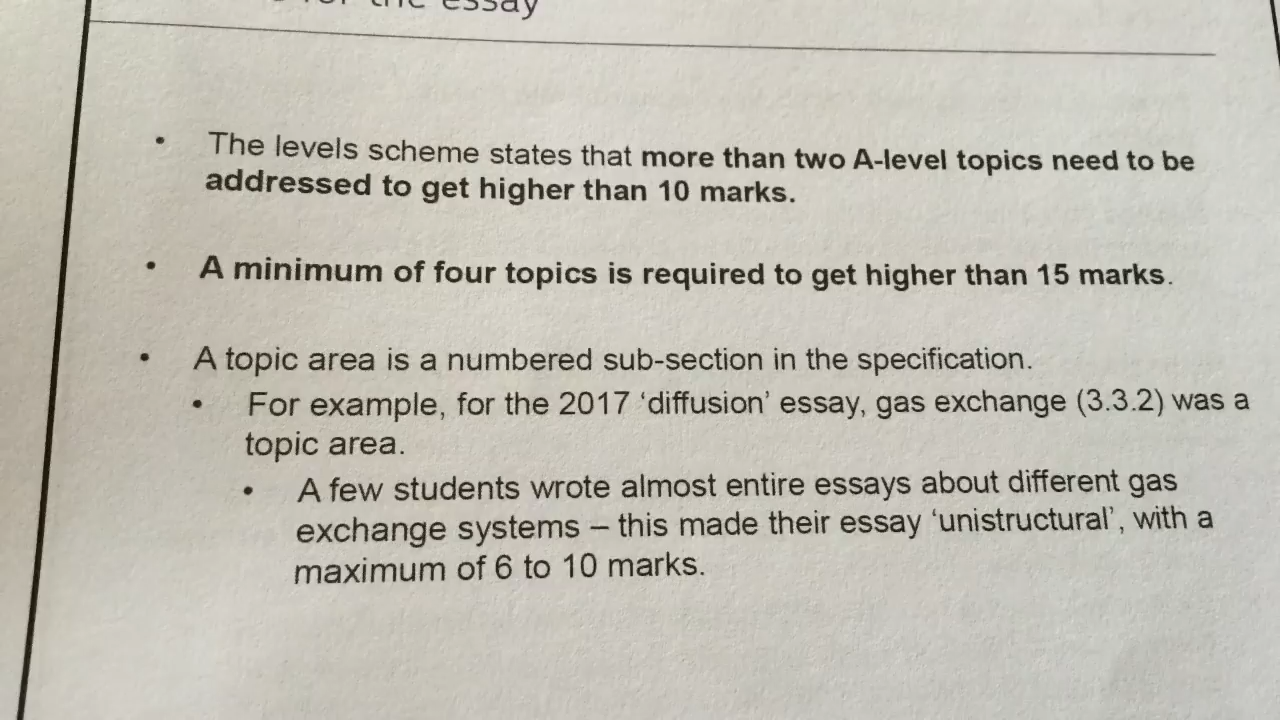 for the essay
• The levels scheme states that more than two A-level topics need to be
addressed to get higher than 10 marks.
• A minimum of four topics is required to get higher than 15 marks.
• A topic area is a numbered sub-section in the specification.
• For example, for the 2017 ‘diffusion’ essay, gas exchange (3.3.2) was a
topic area.
• A few students wrote almost entire essays about different gas
exchange systems – this made their essay ‘unistructural’, with a
maximum of 6 to 10 marks.